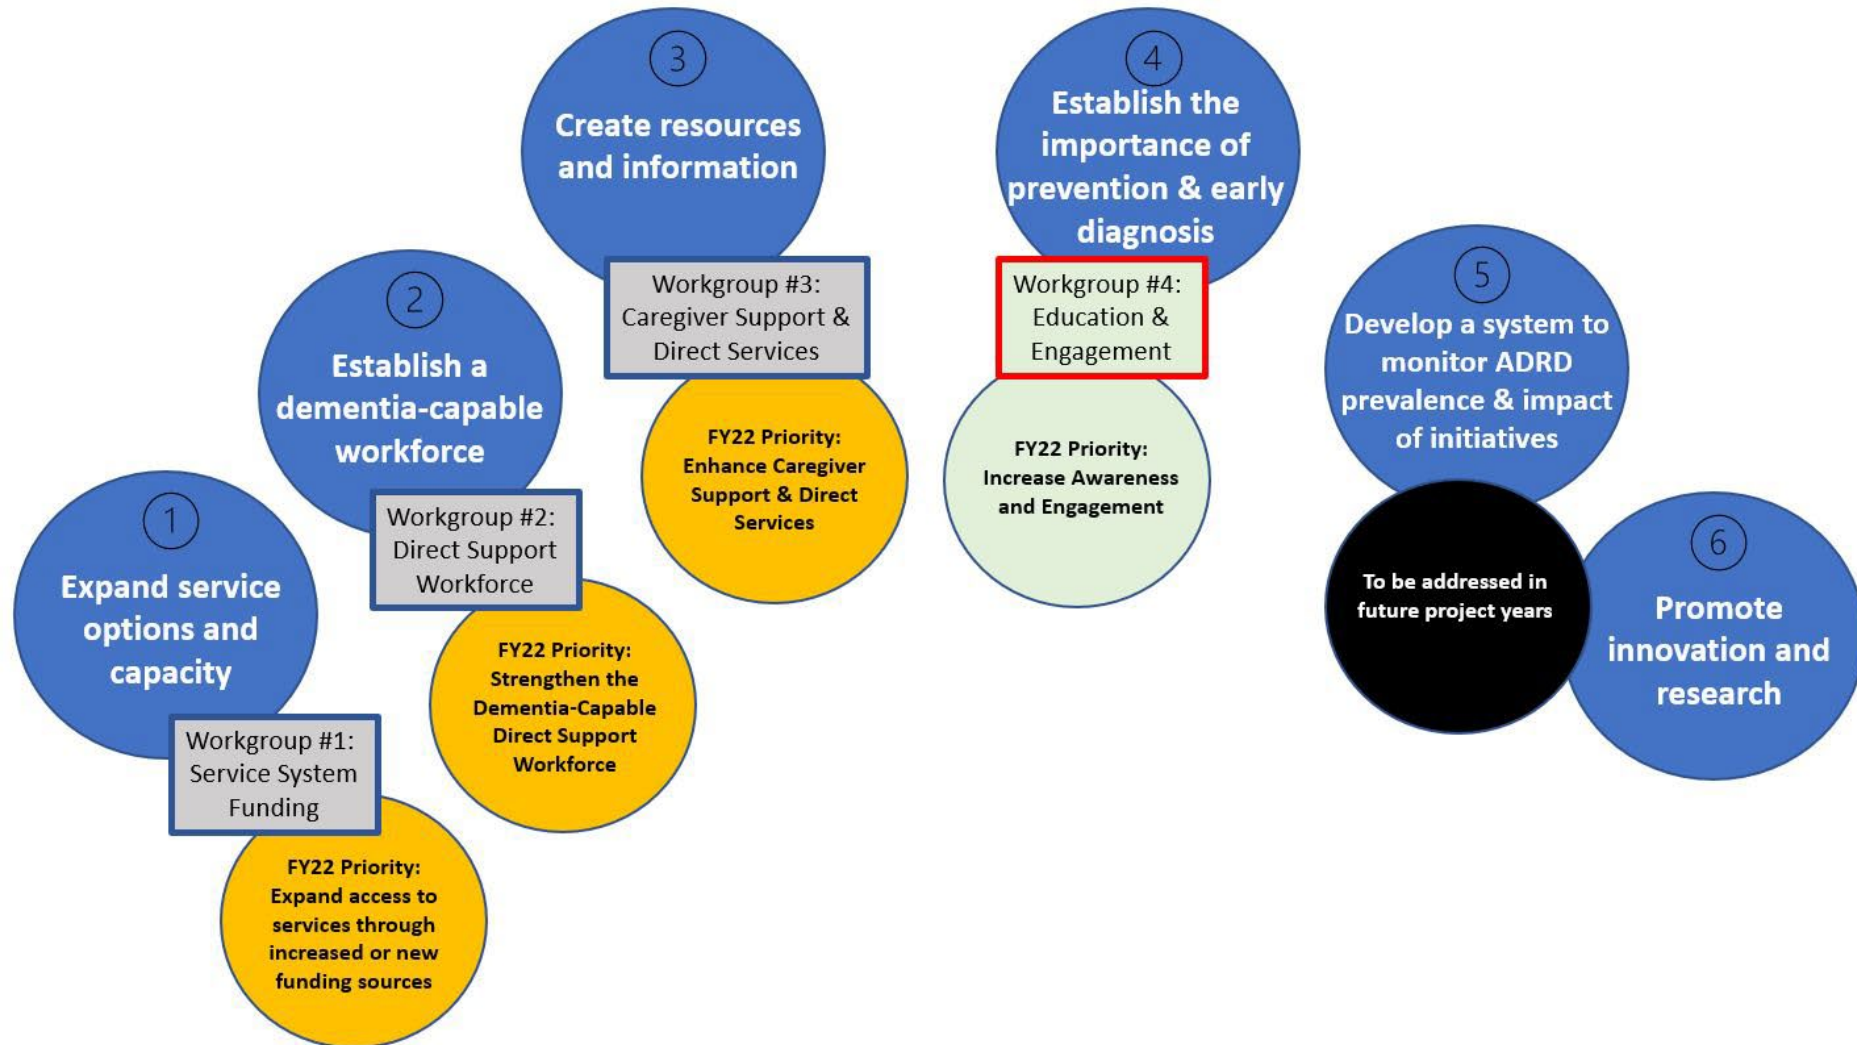 1
Expand service
options and
capacity
Workgroup #1:
Service System
Funding
FY22 Priority:
Expand access to
services through
increased or new
funding sources
2
Establish a
dementia-capable
workforce
Workgroup #2:
Direct Support
Workforce
FY22 Priority:
Strengthen the
Dementia-Capable
Direct Support
Workforce
3
Create resources
and information
Workgroup #3:
Caregiver Support &
Direct Services
FY22 Priority:
Enhance Caregiver
Support & Direct
Services
4
Establish the
importance of
prevention & early
diagnosis
Workgroup #4:
Education &
Engagement
FY22 Priority:
Increase Awareness
and Engagement
5
Develop a system to
monitor ADRD
prevalence & impact
of initiatives
To be addressed in
future project years
6
Promote
innovation and
research